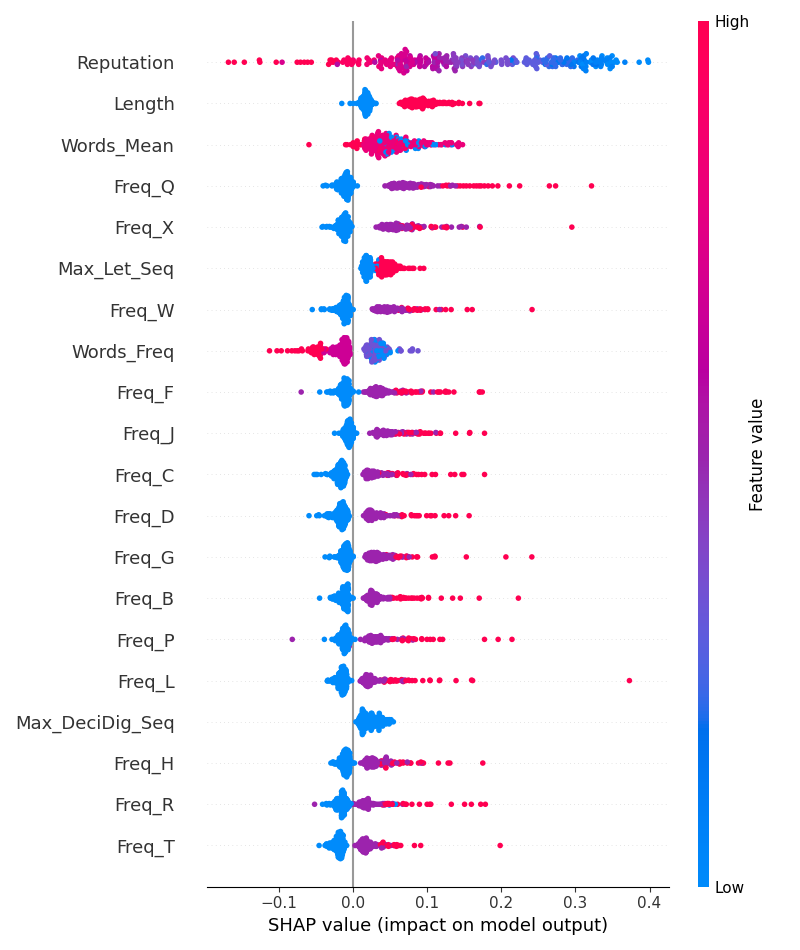 High
Reputation
Length
Words_Mean
Freq_Q
Freq_X
Max_Let_Seq
Freq_W
Words_Freq
Freq_F
Freq_J
Freq_C
Freq_D
Freq_G
Freq_B
Freq_P
Freq_L
Max_DeciDig_Seq
Freq_H
Freq_R
Freq_T
Feature value
Low
−0.1 0.0 0.1 0.2 0.3 0.4
SHAP value (impact on model output)